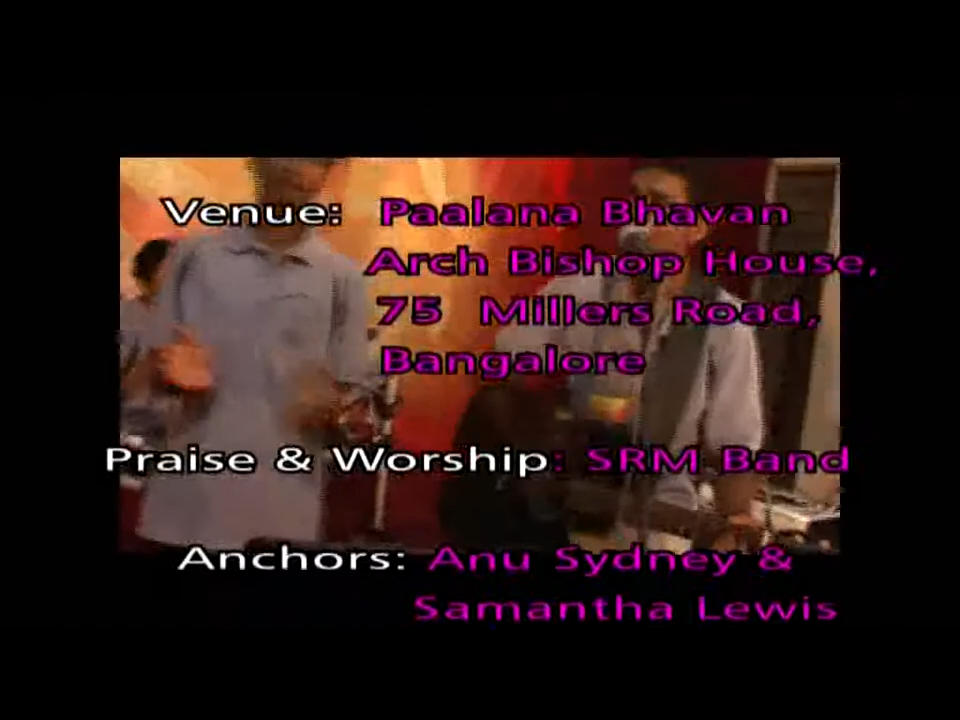 Venue: Paalana Bhavan
Arch Bishop House,
75 Millers Road,
Bangalore
Praise & Worship: SRM Band
Anchors: Anu Sydney &
Samantha Lewis